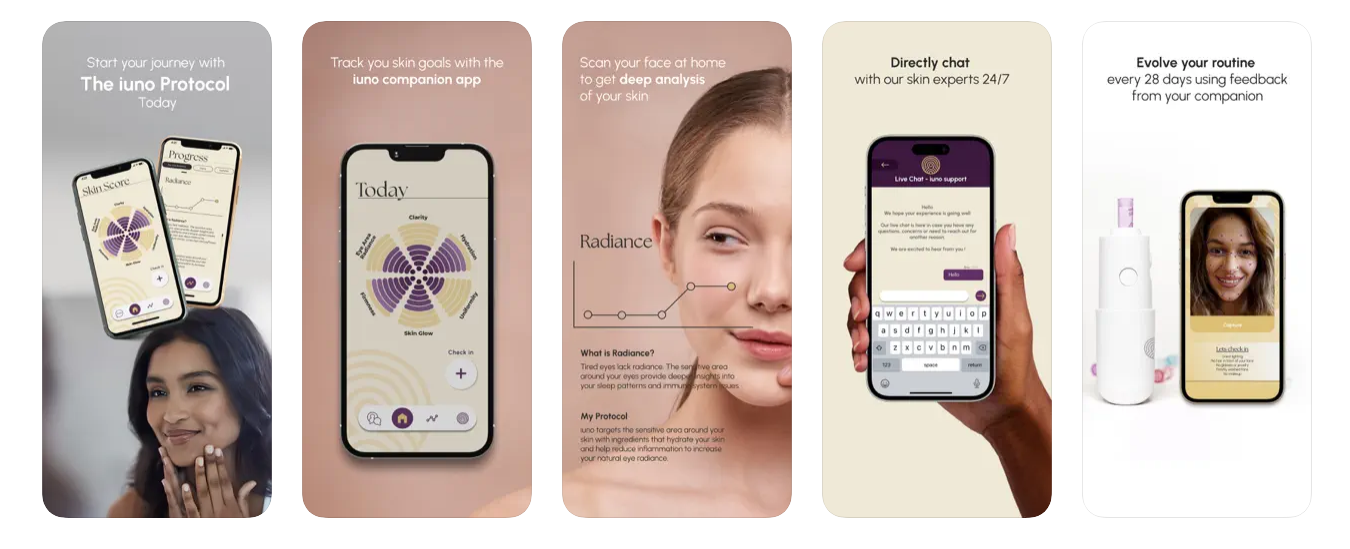 Start your journey with
The iuno Protocol
Today
Progress
Radiance
Skin Score
Clarity
Skin Glow
Check in
Track you skin goals with the
iuno companion app
Today
Clarity
Eye Area
Radiance
Hydration
Firmness
Uniformity
Skin Glow
Check in
Scan your face at home
to get deep analysis
of your skin
Radiance
What is Radiance?
Tired eyes lack radiance. The sensitive area
around your eyes provide deeper insights into
your sleep patterns and immune system issues
My Protocol
iuno targets the sensitive area around your
skin with ingredients that hydrate your skin
and help reduce inflammation to increase
your natural eye radiance.
Directly chat
with our skin experts 24/7
Live Chat - iuno support
Hello
We hope your experience is going well
Our live chat is here in case you have any
questions, concerns or need to reach out for
another reason.
We are excited to hear from you!
Hello
q w e r t y u i o p
a s d f g h j k l
z x c v b n m
123 space return
Evolve your routine
every 28 days using feedback
from your companion
Capture
Lets check in